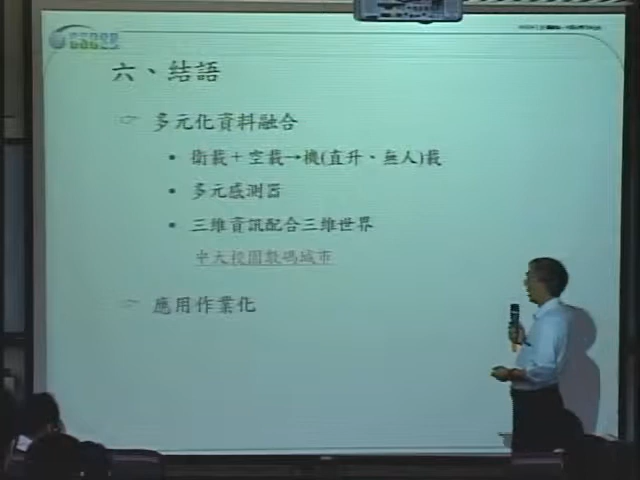 六、結語
☞ 多元化資料融合
• 衛載＋空載→機(直升、無人)載
• 多元感測器
• 三維資訊配合三維世界
中大校園數碼城市
☞ 應用作業化